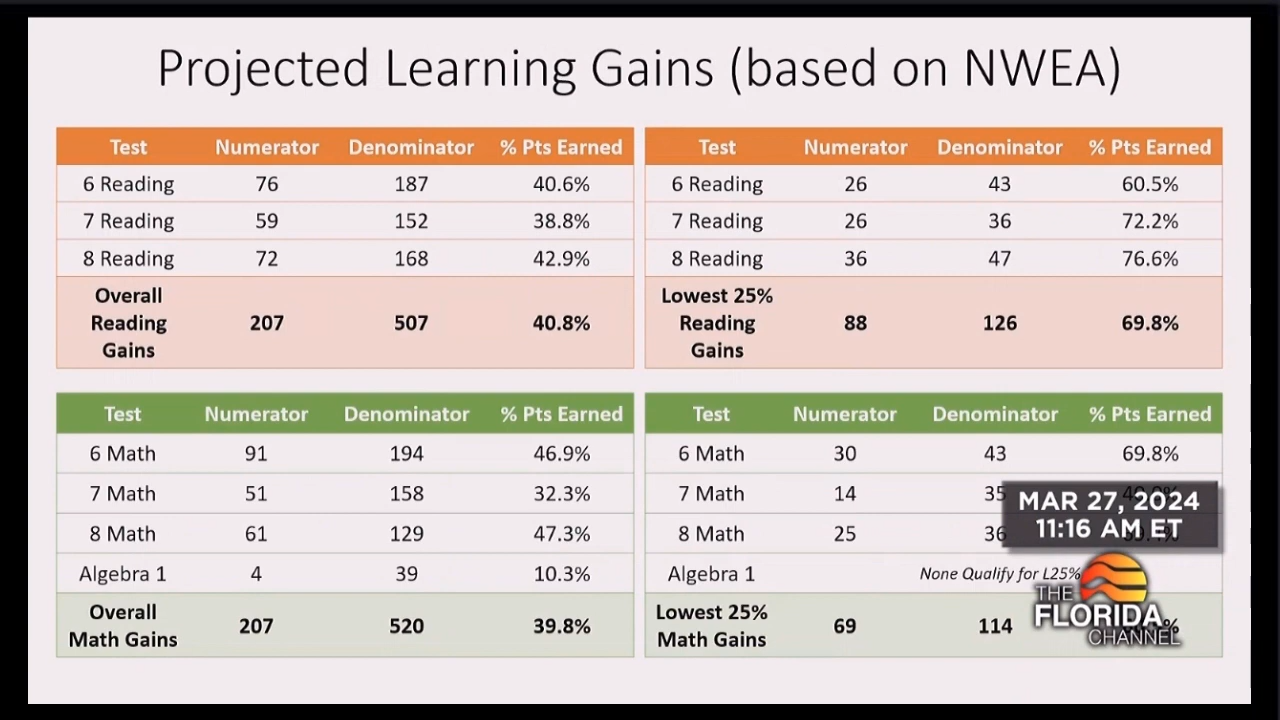 Projected Learning Gains (based on NWEA)
Test Numerator Denominator % Pts Earned
6 Reading 76 187 40.6%
7 Reading 59 152 38.8%
8 Reading 72 168 42.9%
Overall
Reading 207 507 40.8%
Gains
Test Numerator Denominator % Pts Earned
6 Reading 26 43 60.5%
7 Reading 26 36 72.2%
8 Reading 36 47 76.6%
Lowest 25%
Reading 88 126 69.8%
Gains
Test Numerator Denominator % Pts Earned
6 Math 91 194 46.9%
7 Math 51 158 32.3%
8 Math 61 129 47.3%
Algebra 1 4 39 10.3%
Overall
Math Gains 207 520 39.8%
Test Numerator Denominator % Pts Earned
6 Math 30 43 69.8%
7 Math 14 35
8 Math 25 36
Algebra 1 None Qualify for L25%
Lowest 25%
Math Gains 69 114
MAR 27, 2024
11:16 AM ET
THE
FLORIDA
CHANNEL